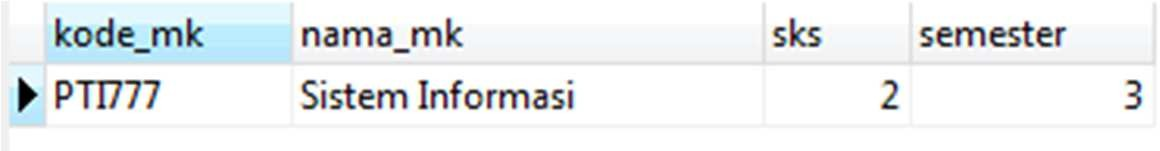 kode_mk nama_mk sks semester
PTI777 Sistem Informasi 2 3